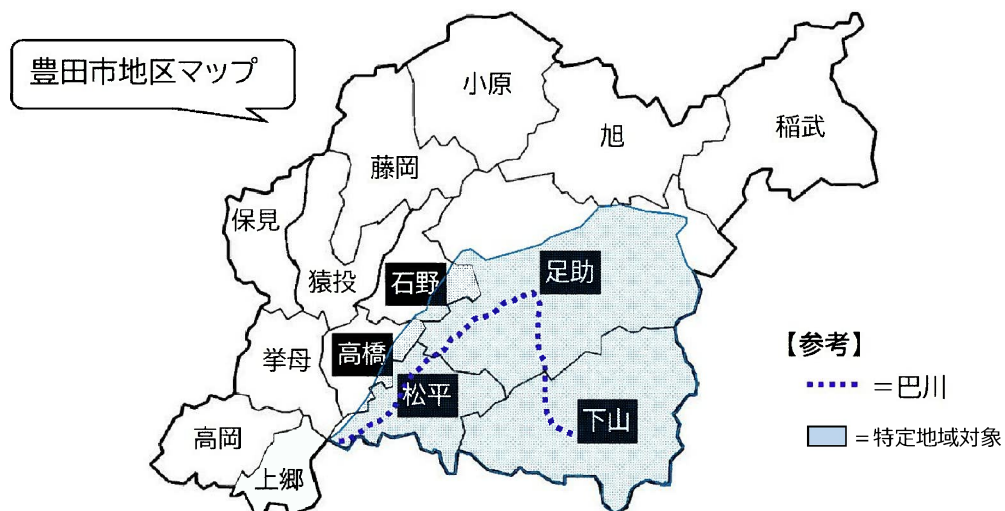 豊田市地区マップ
小原
旭
稲武
藤岡
保見
猿投
石野
足助
挙母
高橋
松平
下山
高岡
上郷
【参考】
＝巴川
＝特定地域対象